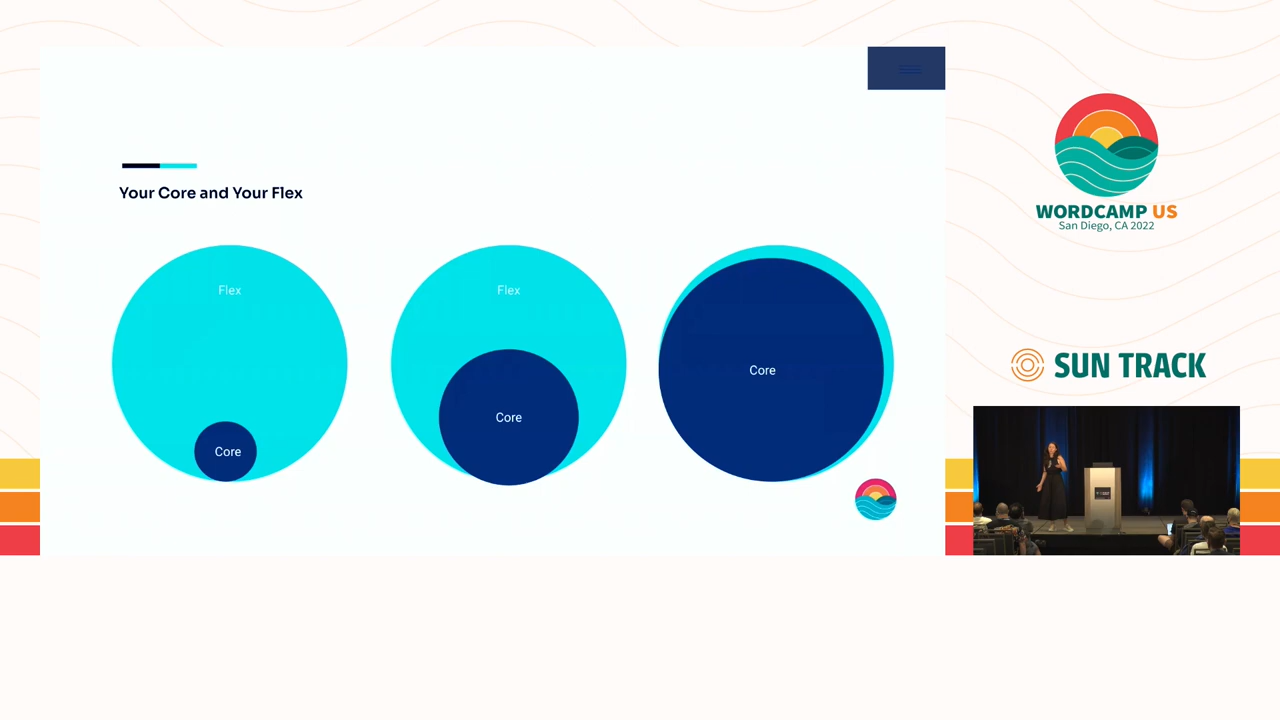 Your Core and Your Flex
Flex
Core
Flex
Core
Core
WORDCAMP US
San Diego, CA 2022
SUN TRACK